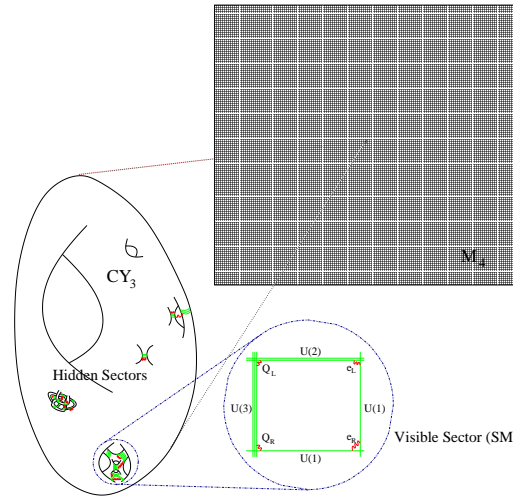 M4
CY3
Hidden Sectors
U(2)
QL
eL
U(3)
U(1)
QR
eR
U(1)
Visible Sector (SM